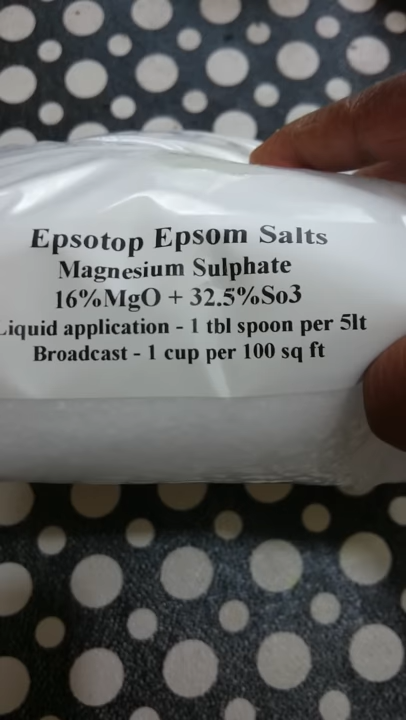 Epsotop Epsom Salts
Magnesium Sulphate
16%MgO + 32.5%So3
Liquid application - 1 tbl spoon per 5lt
Broadcast - 1 cup per 100 sq ft